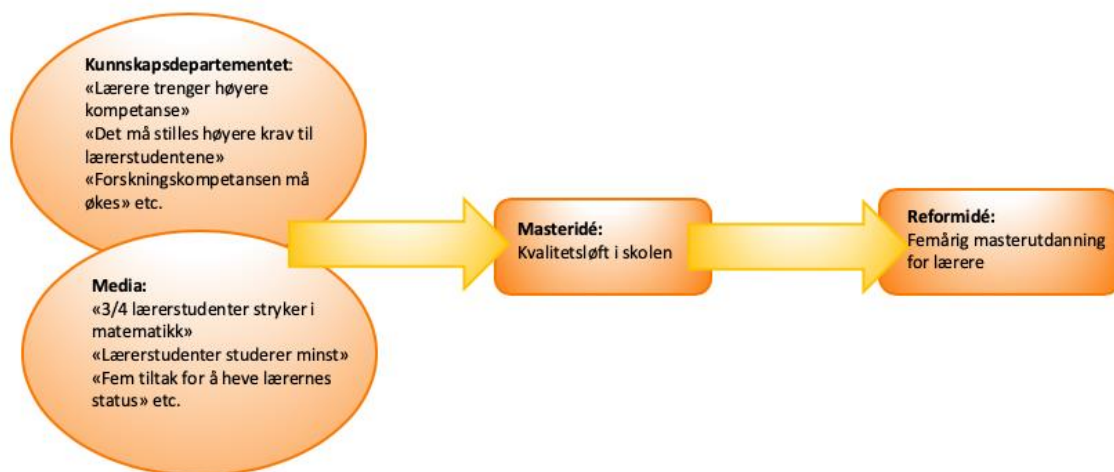 Kunnskapsdepartementet:
«Lærere trenger høyere
kompetanse»
«Det må stilles høyere krav til
lærerstudentene»
«Forskningskompetansen må
økes» etc.
Media:
«3/4 lærerstudenter stryker i
matematikk»
«Lærerstudenter studerer minst»
«Fem tiltak for å heve lærernes
status» etc.
Masteridé:
Kvalitetsløft i skolen
Reformidé:
Femårig masterutdanning
for lærere